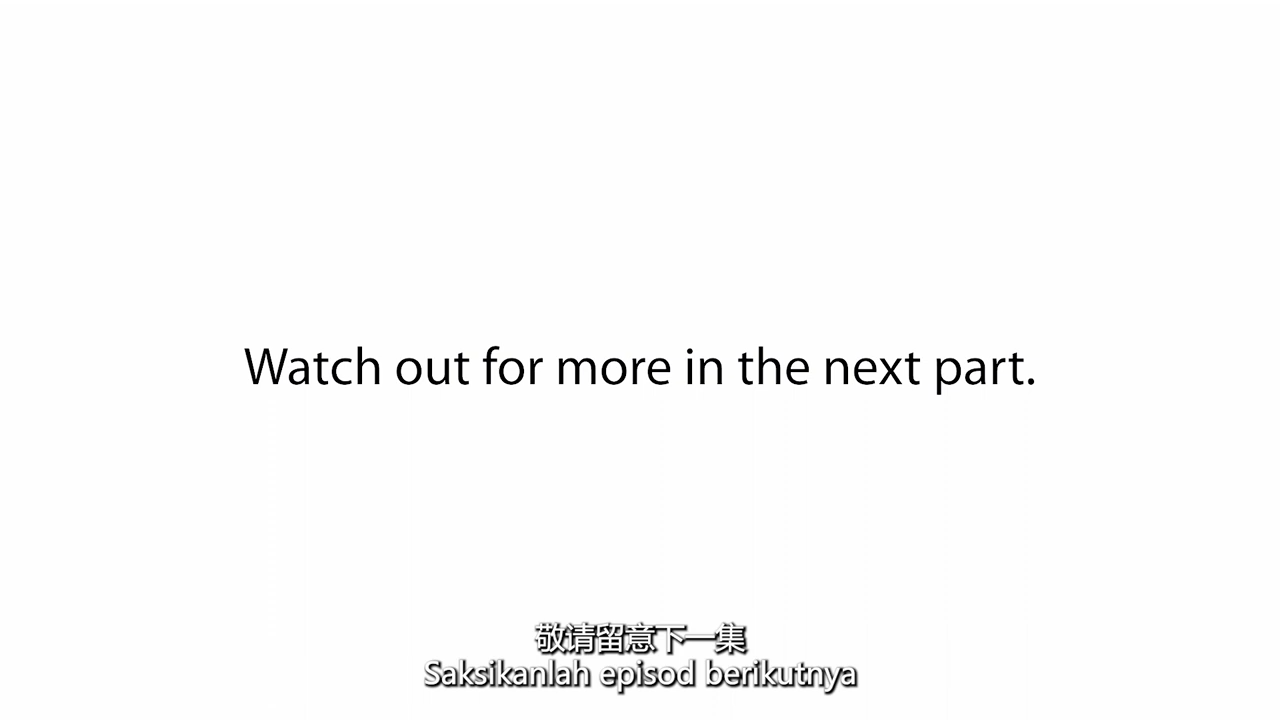 Watch out for more in the next part.
敬请留意下一集
Saksikanlah episod berikutnya